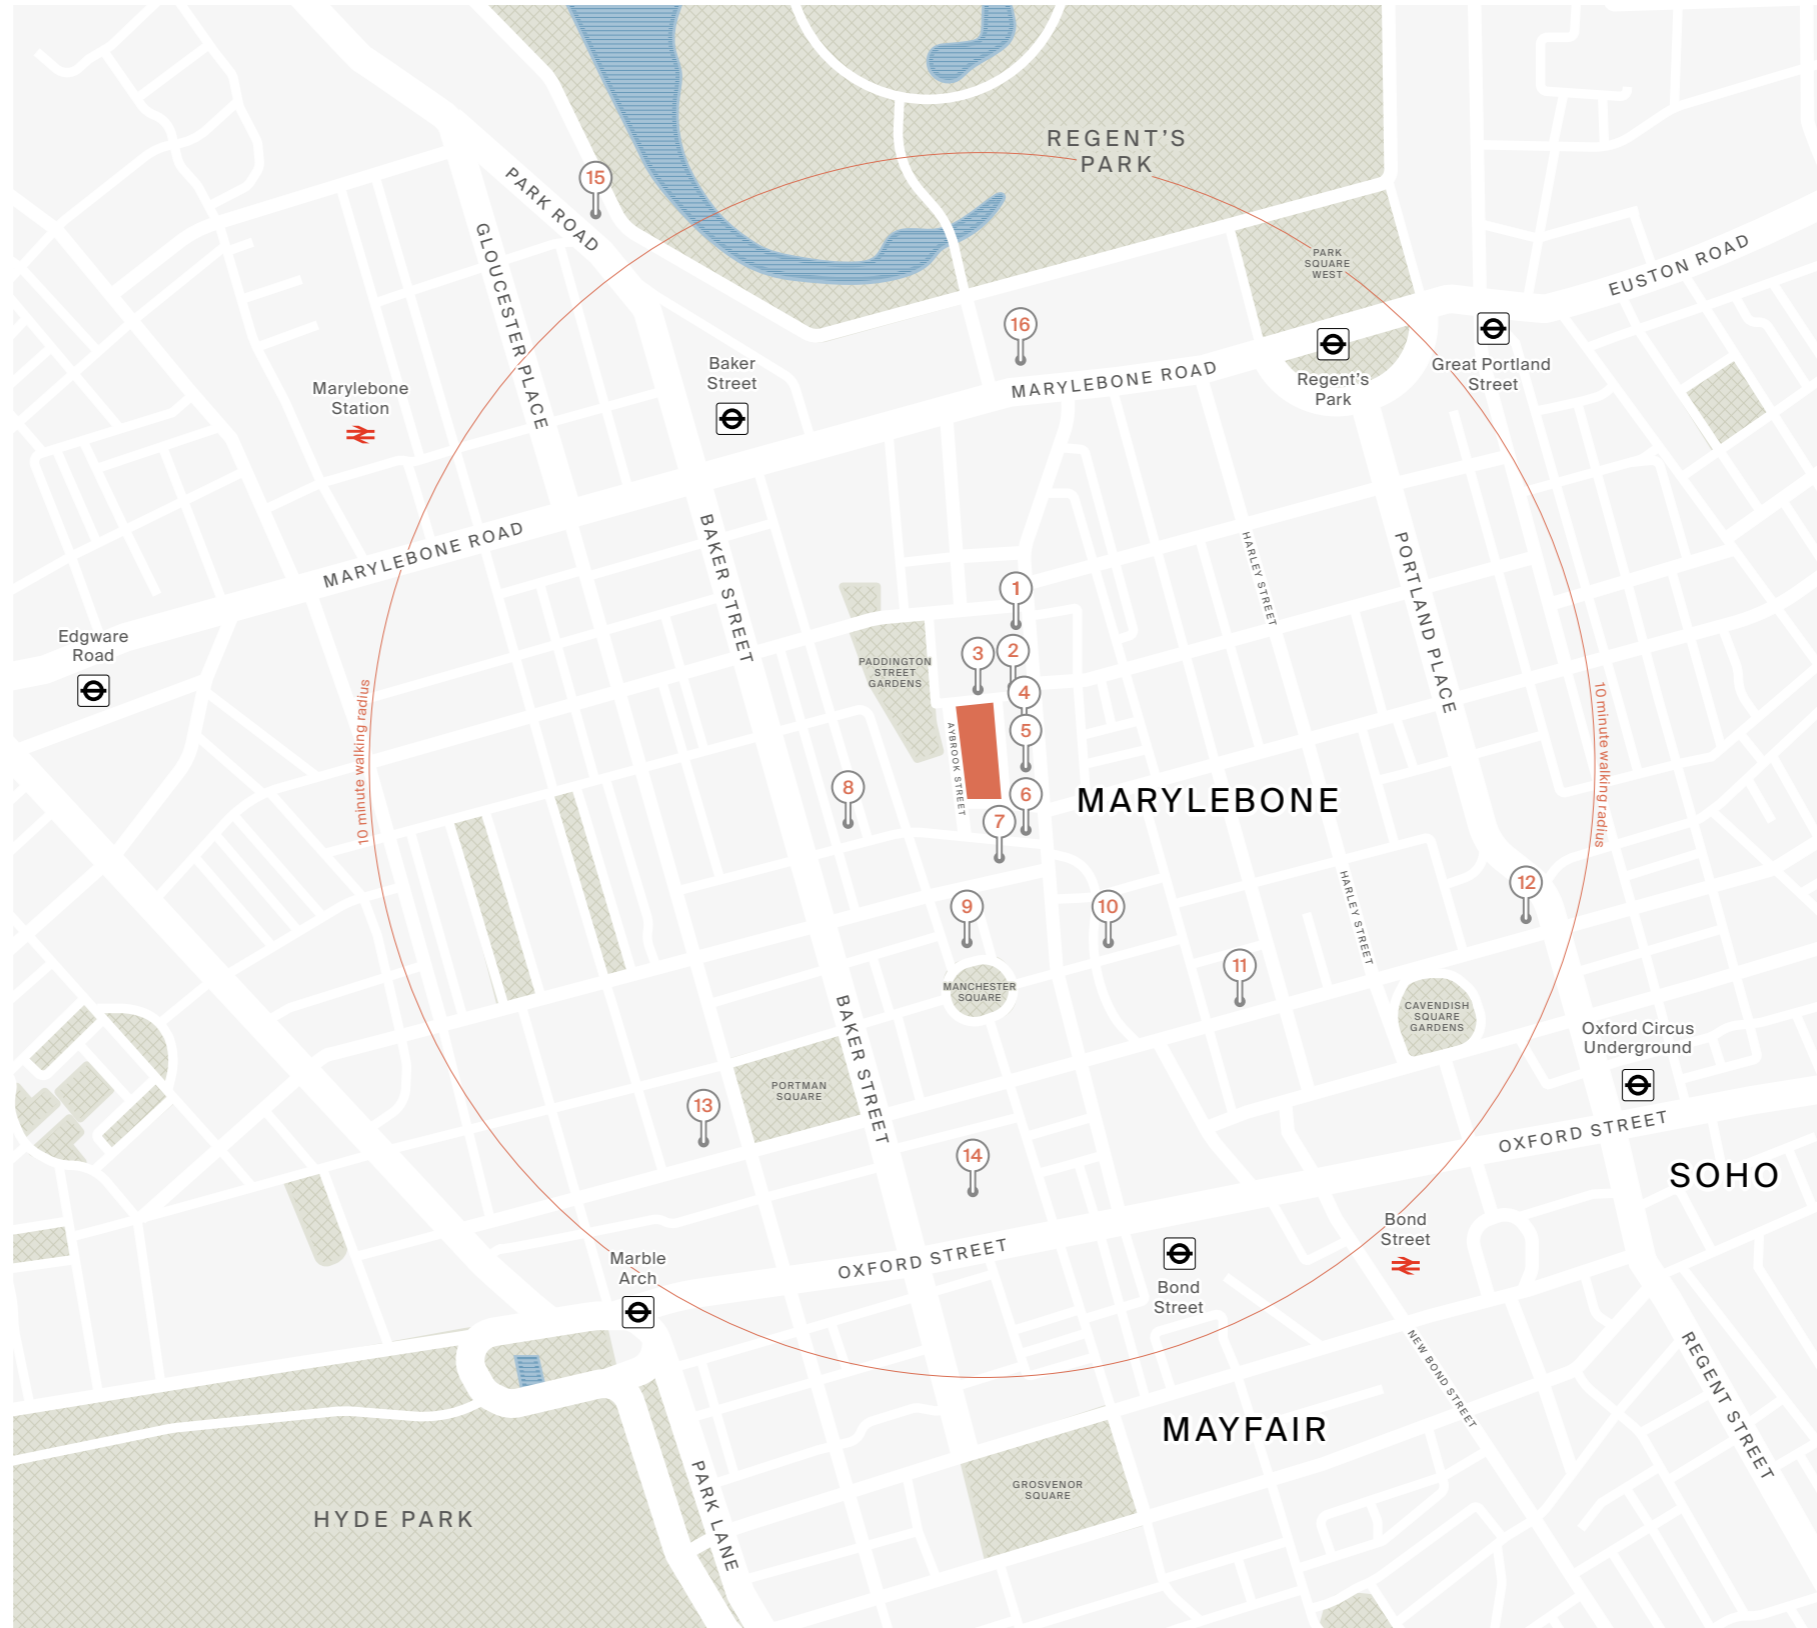 REGENT'S
PARK
15
PARK ROAD
GLOUCESTER PLACE
PARK
SQUARE
WEST
EUSTON ROAD
16
Baker
Street
Marylebone
Station
MARYLEBONE ROAD
Regent's
Park
Great Portland
Street
MARYLEBONE ROAD
BAKER STREET
HARLEY STREET
PORTLAND PLACE
1
Edgware
Road
PADDINGTON
STREET
GARDENS
3
2
4
5
10 minute walking radius
10 minute walking radius
AYBROOK STREET
8
6
7
MARYLEBONE
9
10
HARLEY STREET
12
11
MANCHESTER
SQUARE
BAKER STREET
CAVENDISH
SQUARE
GARDENS
Oxford Circus
Underground
PORTMAN
SQUARE
13
14
OXFORD STREET
SOHO
Bond
Street
Marble
Arch
OXFORD STREET
Bond
Street
NEW BOND STREET
REGENT STREET
MAYFAIR
PARK LANE
GROSVENOR
SQUARE
HYDE PARK